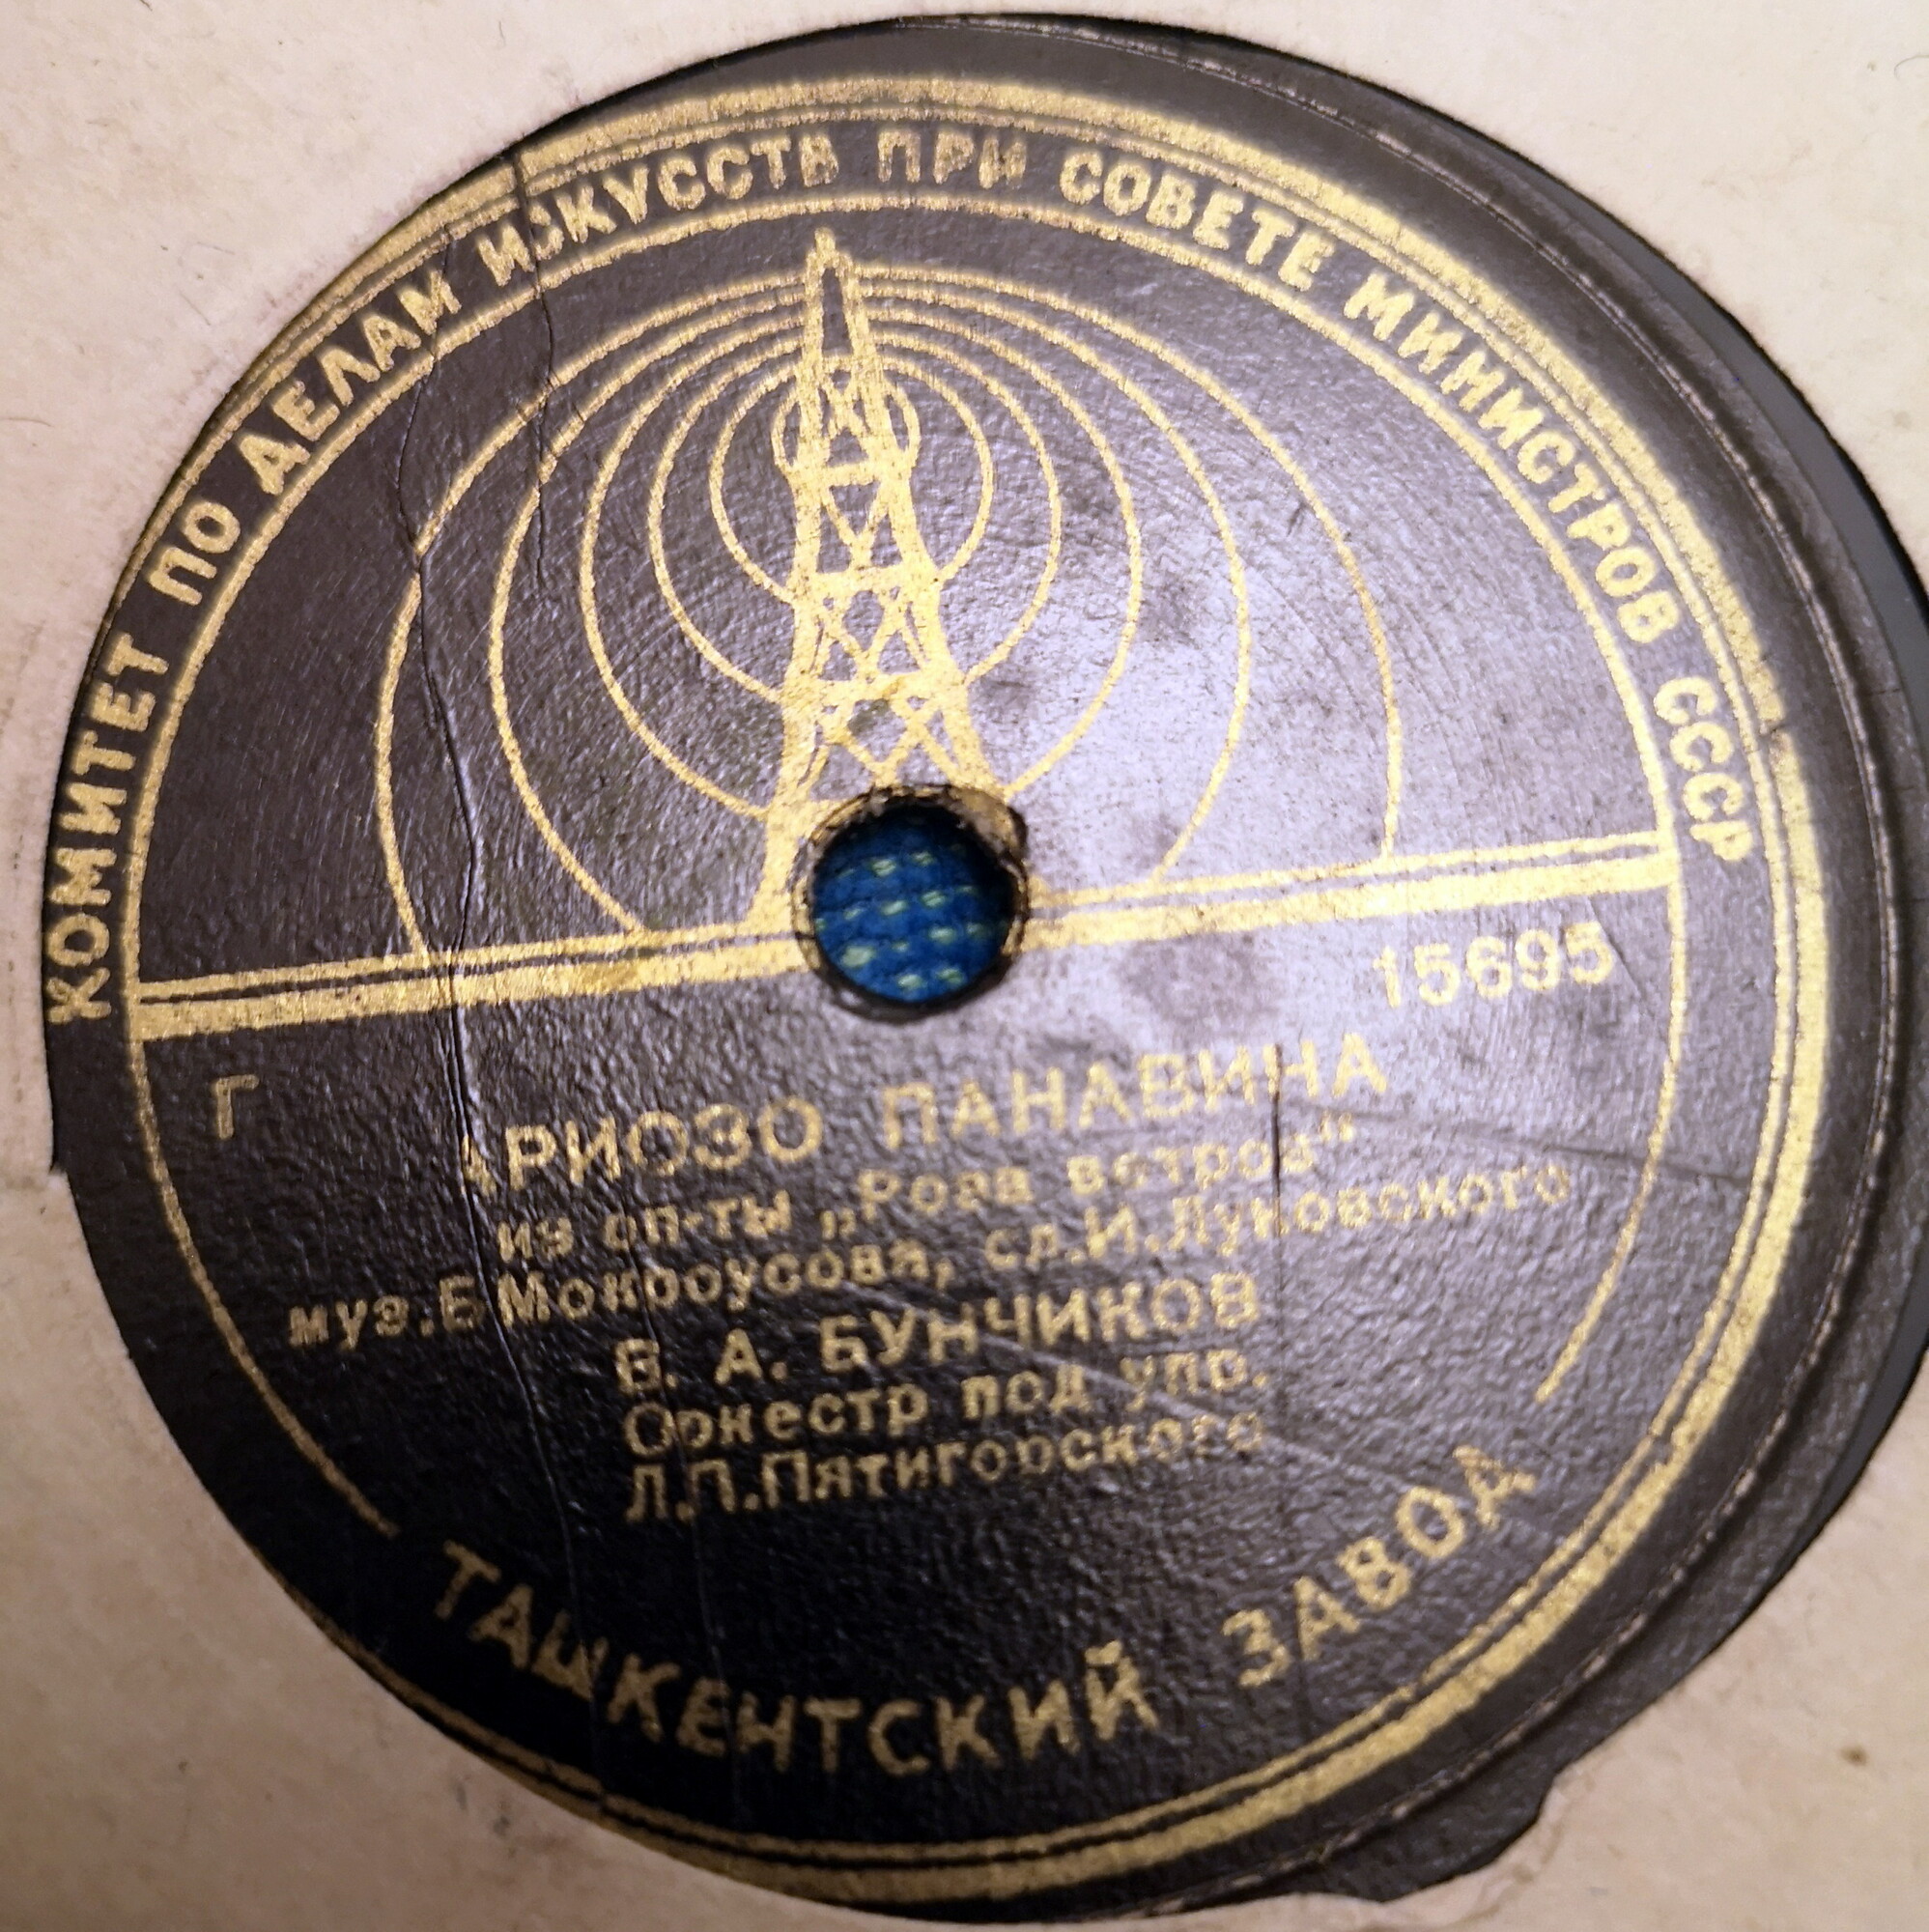 КОМИТЕТ ПО ДЕЛАМ ИСКУССТВ ПРИ СОВЕТЕ МИНИСТРОВ СССР
15695
Г
АРИОЗО ПАНАВИНА
из оп-ты „Роза ветров“
муз.Б.Мокроусова, сл.И.Луковского
В. А. БУНЧИКОВ
Оркестр под упр.
Л.П.Пятигорского
ТАШКЕНТСКИЙ ЗАВОД